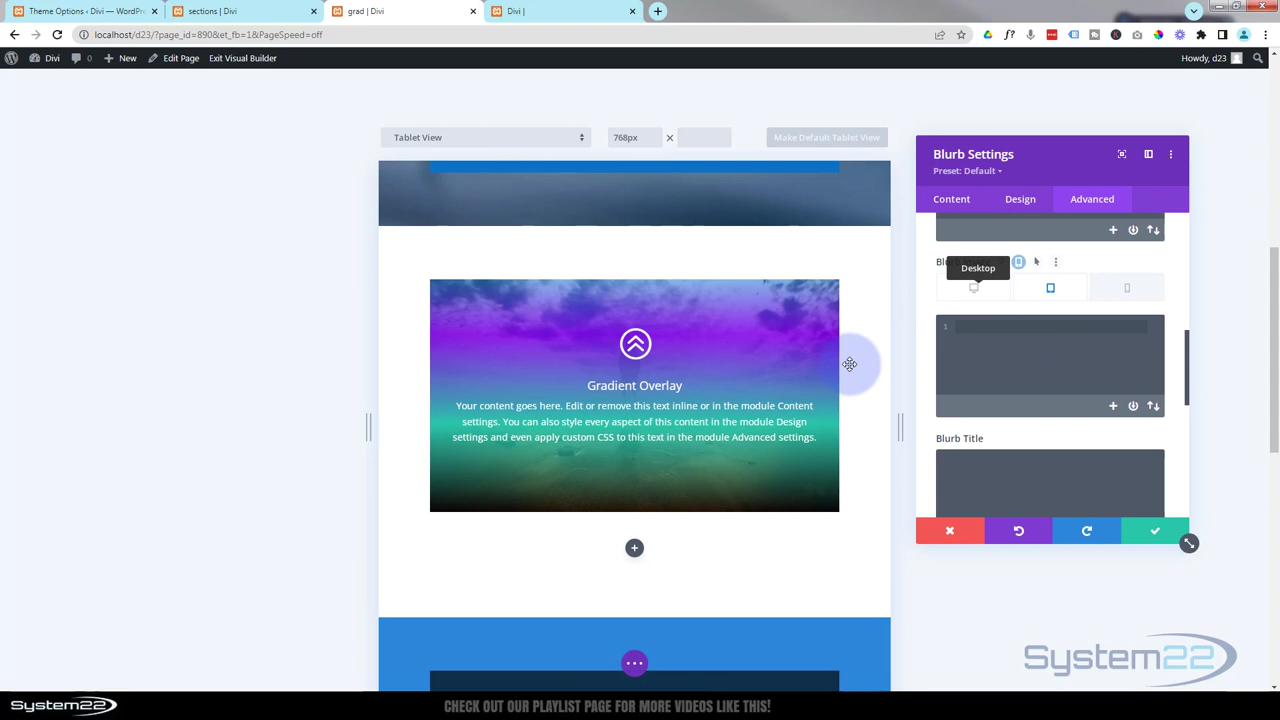 Theme Options ‹ Divi — WordPr
sections | Divi
grad | Divi
Divi |
localhost/d23/?page_id=890&et_fb=1&PageSpeed=off
Divi
0
New
Edit Page
Exit Visual Builder
Howdy, d23
Tablet View
768px
Make Default Tablet View
Blurb Settings
Preset: Default
Content
Design
Advanced
Desktop
1
Gradient Overlay
Your content goes here. Edit or remove this text inline or in the module Content
settings. You can also style every aspect of this content in the module Design
settings and even apply custom CSS to this text in the module Advanced settings.
Blurb Title
System22
System22
CHECK OUT OUR PLAYLIST PAGE FOR MORE VIDEOS LIKE THIS!